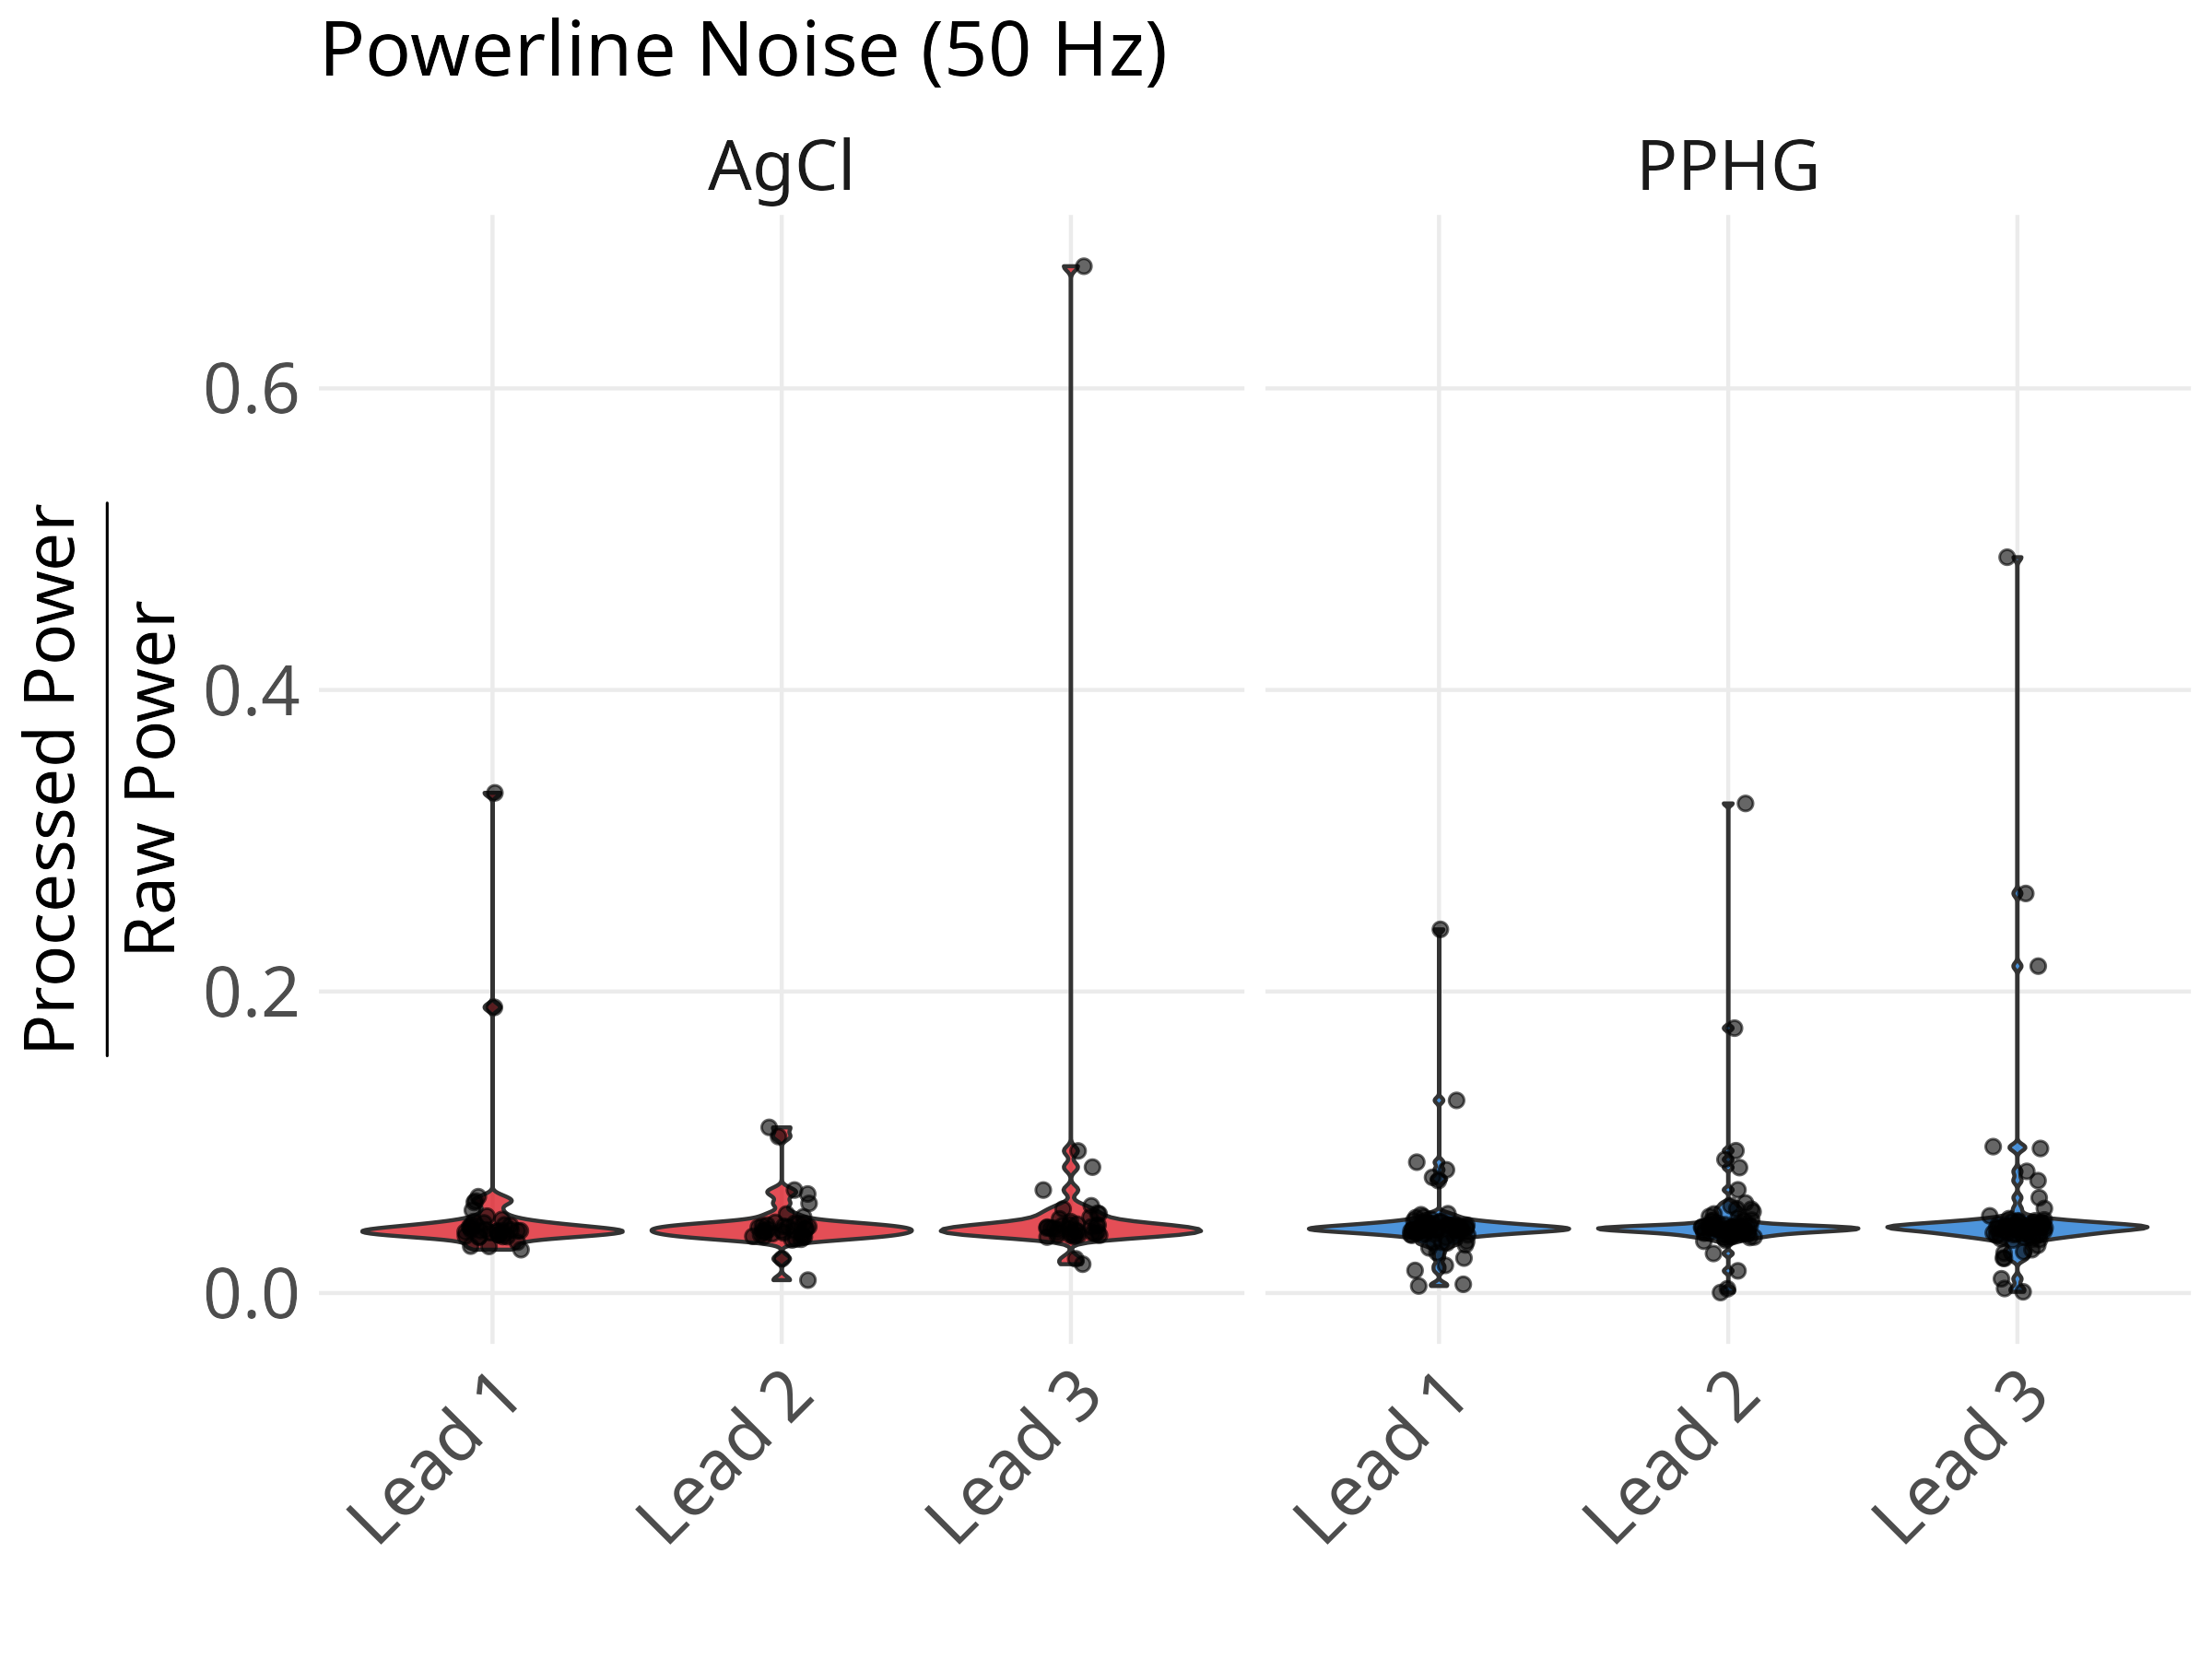 Powerline Noise (50 Hz)
AgCl
PPHG
Processed Power
Raw Power
0.6
0.4
0.2
0.0
Lead 1
Lead 2
Lead 3
Lead 1
Lead 2
Lead 3